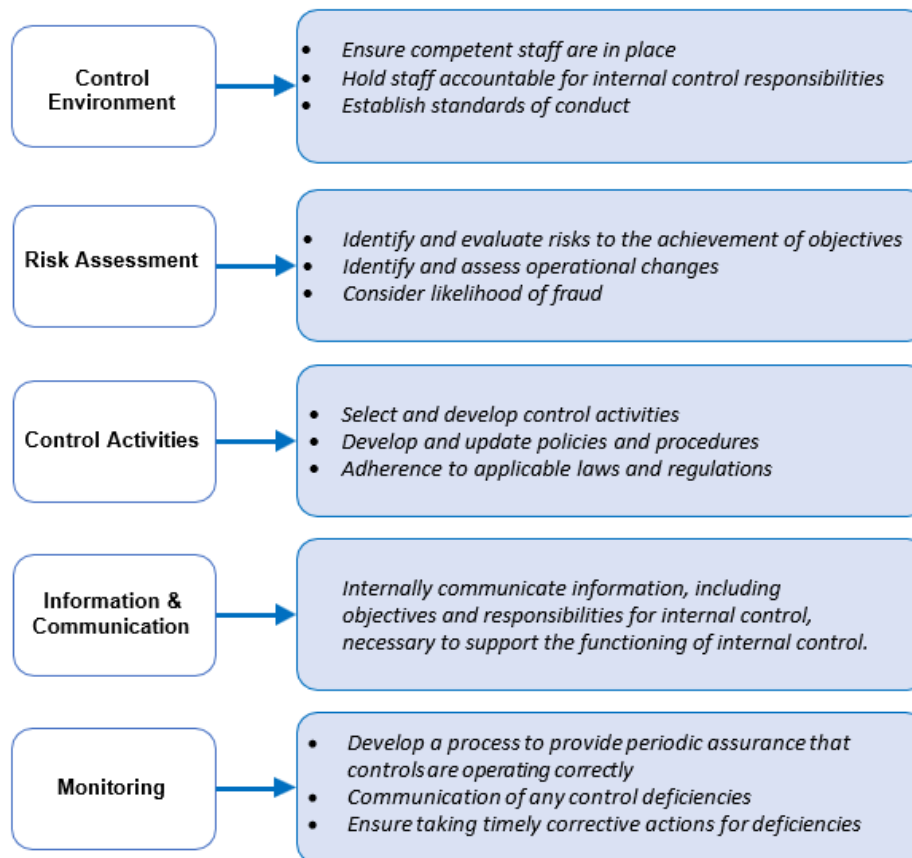 Control
Environment
• Ensure competent staff are in place
• Hold staff accountable for internal control responsibilities
• Establish standards of conduct
Risk Assessment
• Identify and evaluate risks to the achievement of objectives
• Identify and assess operational changes
• Consider likelihood of fraud
Control Activities
• Select and develop control activities
• Develop and update policies and procedures
• Adherence to applicable laws and regulations
Information &
Communication
Internally communicate information, including
objectives and responsibilities for internal control,
necessary to support the functioning of internal control.
Monitoring
• Develop a process to provide periodic assurance that
controls are operating correctly
• Communication of any control deficiencies
• Ensure taking timely corrective actions for deficiencies